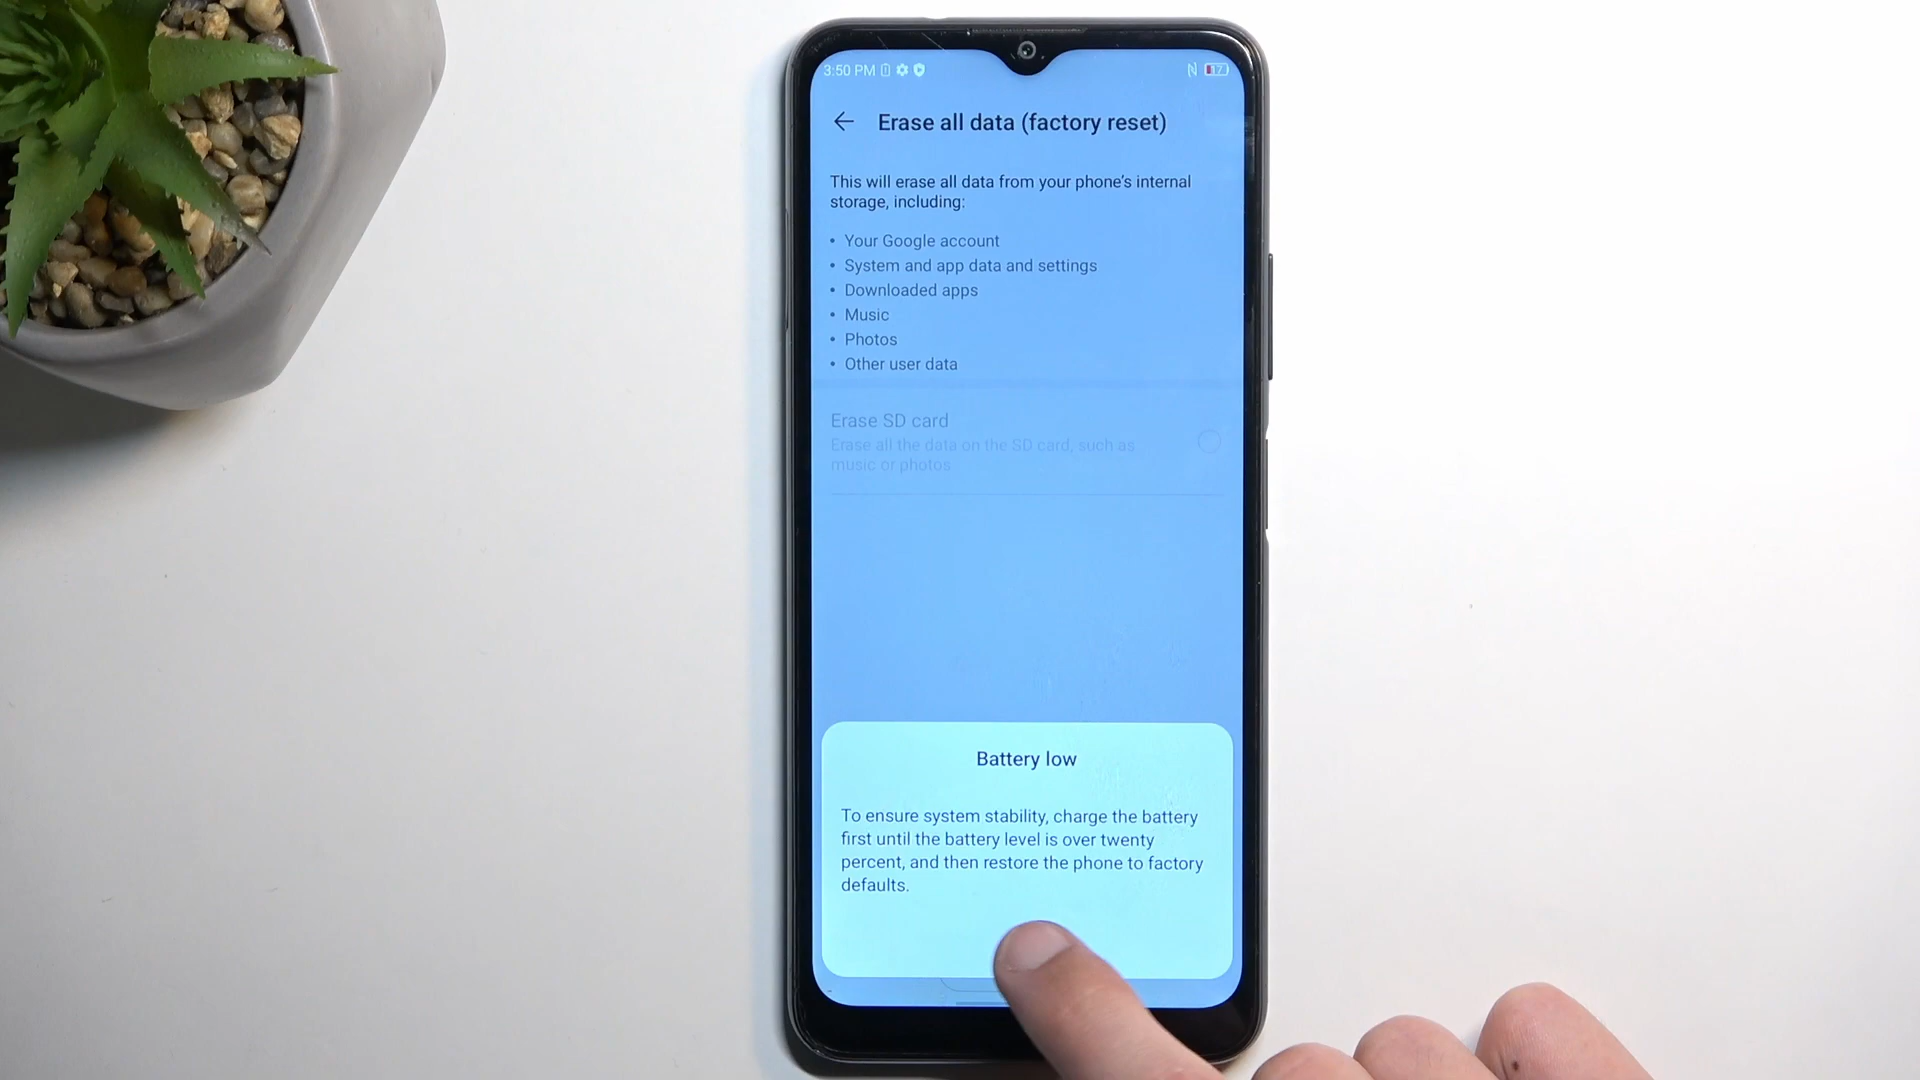 3:50 PM
17
Erase all data (factory reset)
This will erase all data from your phone's internal
storage, including:
• Your Google account
• System and app data and settings
• Downloaded apps
• Music
• Photos
• Other user data
Erase SD card
Erase all the data on the SD card, such as
music or photos
Battery low
To ensure system stability, charge the battery
first until the battery level is over twenty
percent, and then restore the phone to factory
defaults.